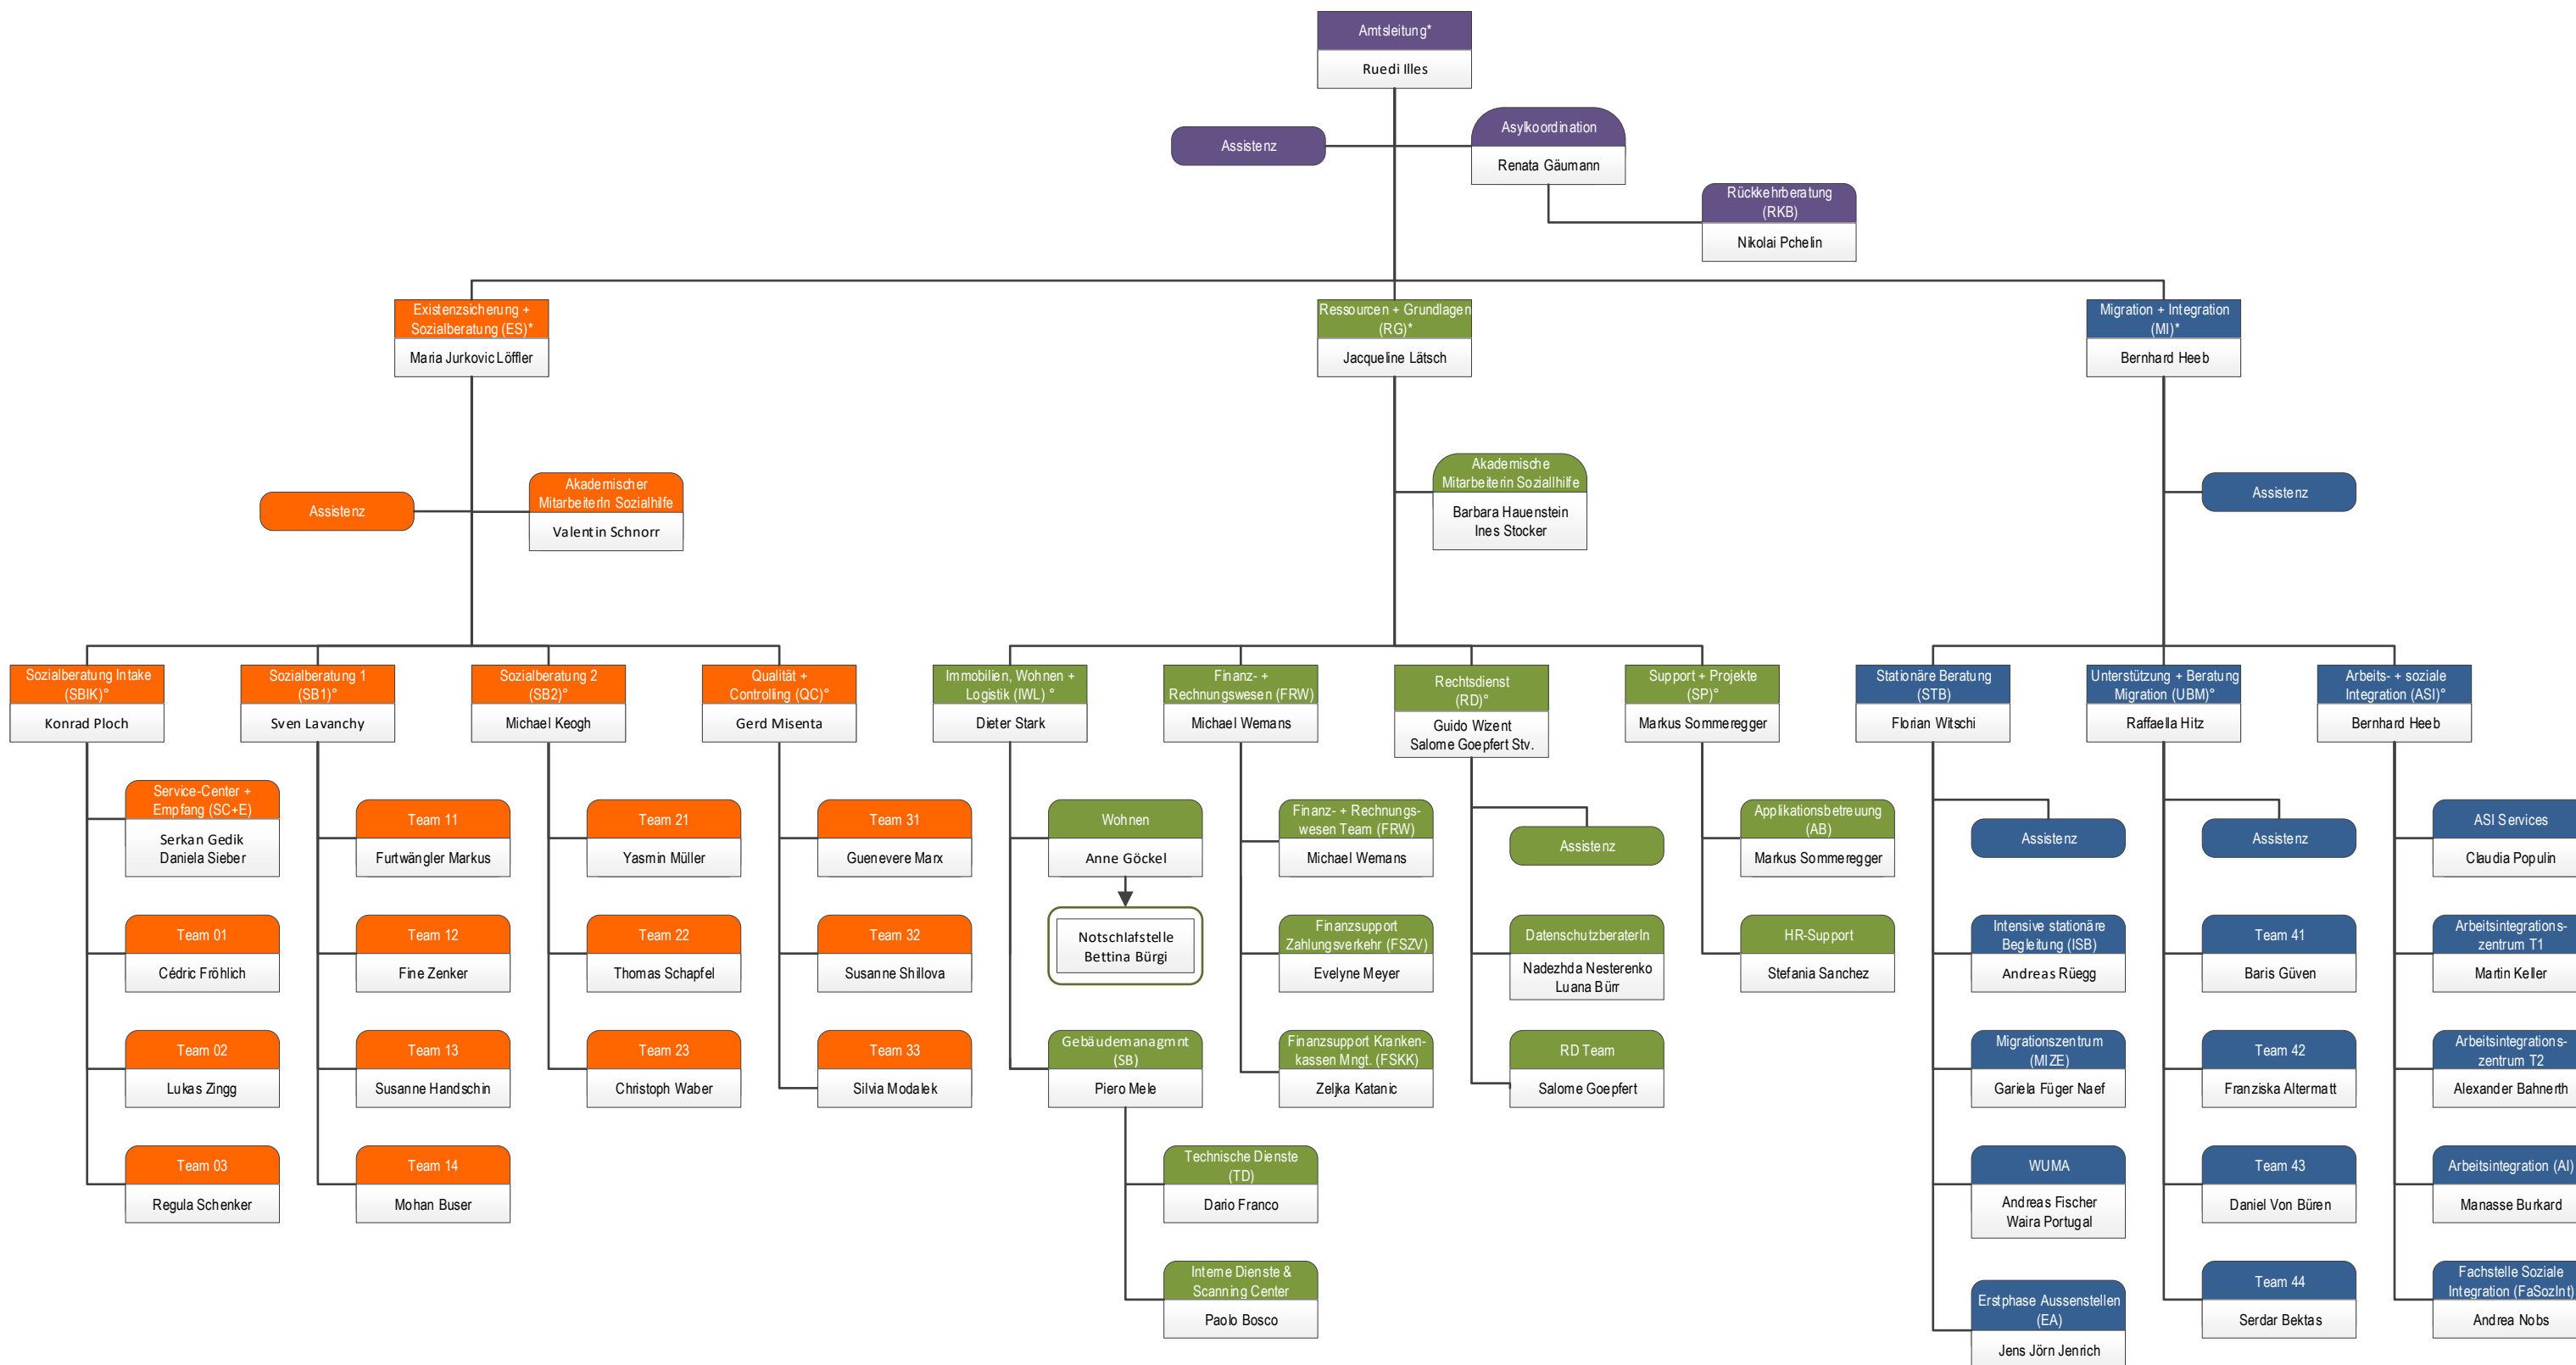 Amtsleitung*
Ruedi Illes
Assistenz
Asylkoordination
Renata Gäumann
Rückkehrberatung
(RKB)
Nikolai Pchelin
Existenzsicherung +
Sozialberatung (ES)*
Maria Jurkovic Löffler
Ressourcen + Grundlagen
(RG)*
Jacqueline Lätsch
Migration + Integration
(MI)*
Bernhard Heeb
Assistenz
Akademischer
MitarbeiterIn Sozialhilfe
Valentin Schnorr
Akademische
Mitarbeiterin Soziallhilfe
Barbara Hauenstein
Ines Stocker
Assistenz
Sozialberatung Intake
(SBIK)°
Konrad Ploch
Service-Center +
Empfang (SC+E)
Serkan Gedik
Daniela Sieber
Team 01
Cédric Fröhlich
Team 02
Lukas Zingg
Team 03
Regula Schenker
Sozialberatung 1
(SB1)°
Sven Lavanchy
Team 11
Furtwängler Markus
Team 12
Fine Zenker
Team 13
Susanne Handschin
Team 14
Mohan Buser
Sozialberatung 2
(SB2)°
Michael Keogh
Team 21
Yasmin Müller
Team 22
Thomas Schapfel
Team 23
Christoph Waber
Qualität +
Controlling (QC)°
Gerd Misenta
Team 31
Guenevere Marx
Team 32
Susanne Shillova
Team 33
Silvia Modalek
Immobilien, Wohnen +
Logistik (IWL) °
Dieter Stark
Wohnen
Anne Göckel
Notschlafstelle
Bettina Bürgi
Gebäudemanagmnt
(SB)
Piero Mele
Technische Dienste
(TD)
Dario Franco
Interne Dienste &
Scanning Center
Paolo Bosco
Finanz- +
Rechnungswesen (FRW)
Michael Wemans
Finanz- + Rechnungs-
wesen Team (FRW)
Michael Wemans
Finanzsupport
Zahlungsverkehr (FSZV)
Evelyne Meyer
Finanzsupport Kranken-
kassen Mngt. (FSKK)
Zeljka Katanic
Rechtsdienst
(RD)°
Guido Wizent
Salome Goepfert Stv.
Assistenz
DatenschutzberaterIn
Nadezhda Nesterenko
Luana Bürr
RD Team
Salome Goepfert
Support + Projekte
(SP)°
Markus Sommeregger
Applikationsbetreuung
(AB)
Markus Sommeregger
HR-Support
Stefania Sanchez
Stationäre Beratung
(STB)
Florian Witschi
Assistenz
Intensive stationäre
Begleitung (ISB)
Andreas Rüegg
Migrationszentrum
(MIZE)
Gariela Füger Naef
WUMA
Andreas Fischer
Waira Portugal
Erstphase Aussenstellen
(EA)
Jens Jörn Jenrich
Unterstützung + Beratung
Migration (UBM)°
Raffaella Hitz
Assistenz
Team 41
Baris Güven
Team 42
Franziska Altermatt
Team 43
Daniel Von Büren
Team 44
Serdar Bektas
Arbeits- + soziale
Integration (ASI)°
Bernhard Heeb
ASI Services
Claudia Populin
Arbeitsintegrations-
zentrum T1
Martin Keller
Arbeitsintegrations-
zentrum T2
Alexander Bahnerth
Arbeitsintegration (AI)
Manasse Burkard
Fachstelle Soziale
Integration (FaSozInt)
Andrea Nobs